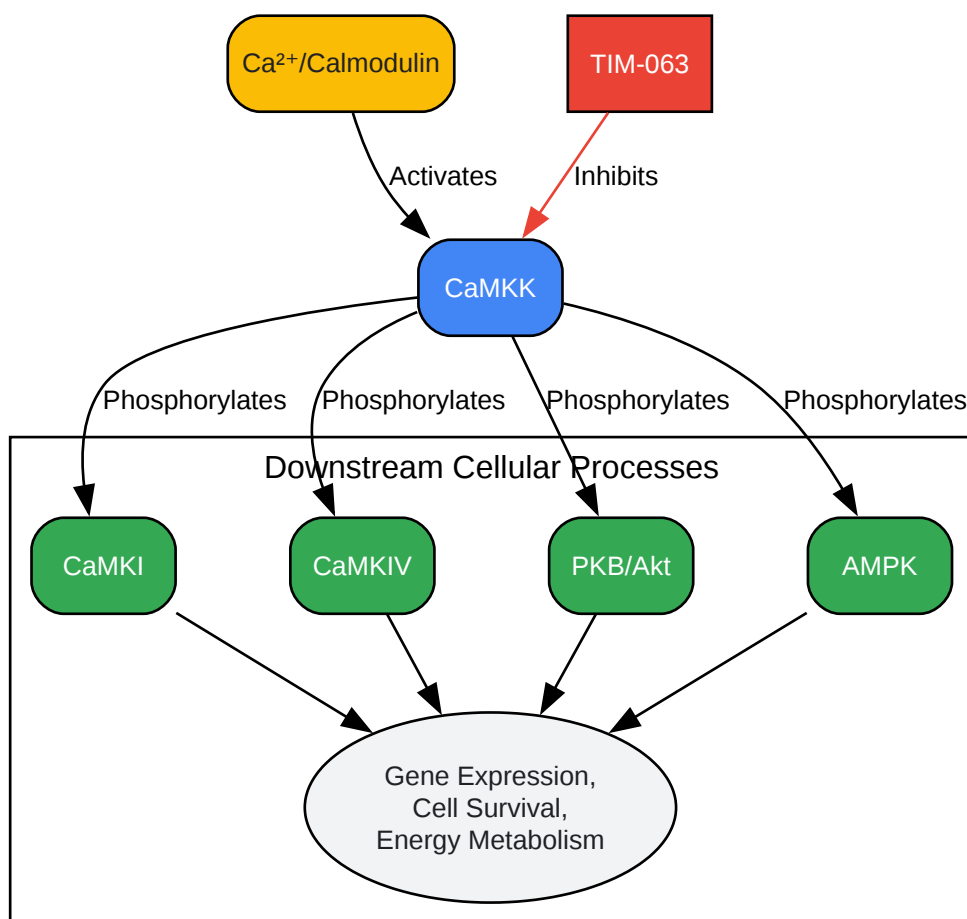 Ca²⁺/Calmodulin
TIM-063
Activates
Inhibits
CaMKK
Phosphorylates
Phosphorylates
Phosphorylates
Phosphorylates
Downstream Cellular Processes
CaMKI
CaMKIV
PKB/Akt
AMPK
Gene Expression,
Cell Survival,
Energy Metabolism